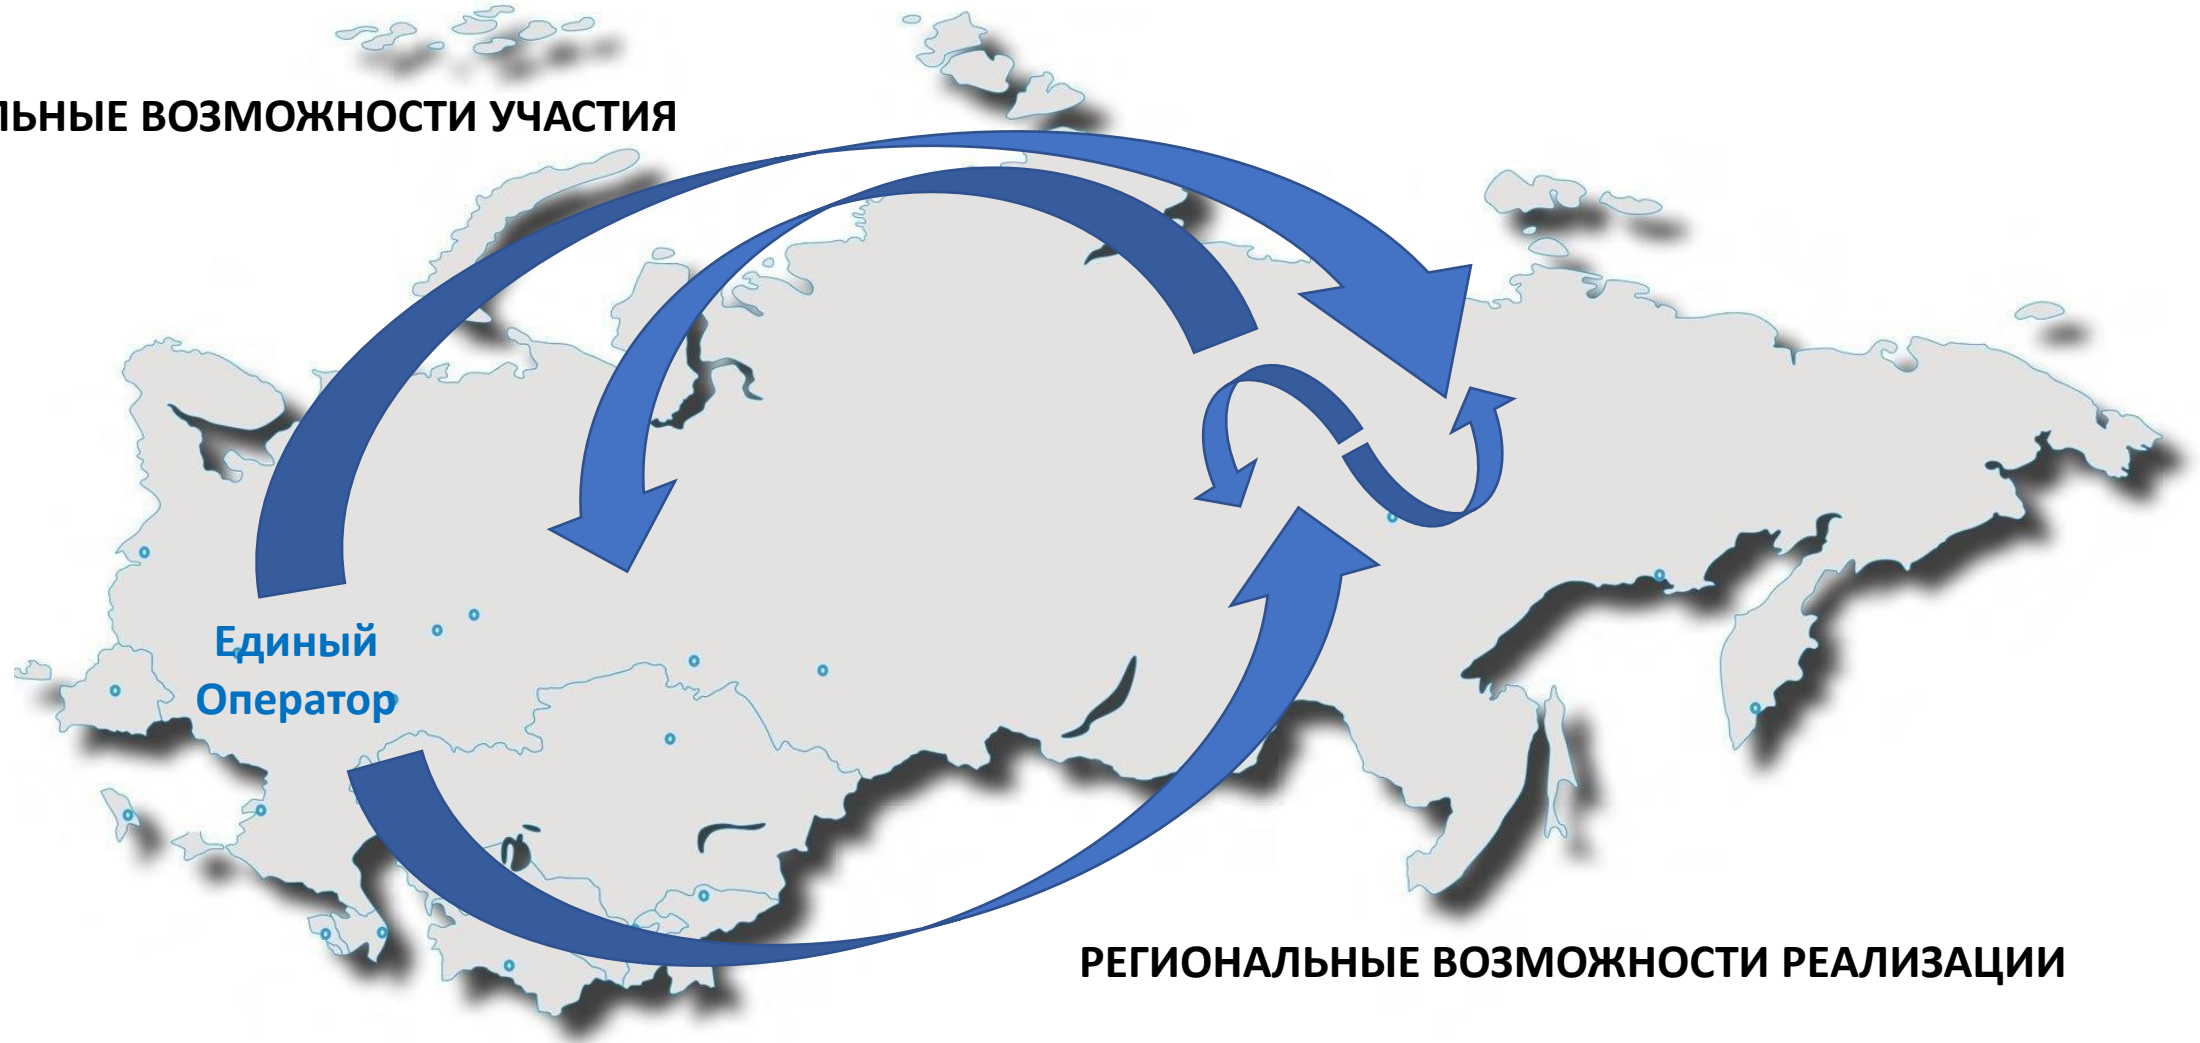 ЛЬНЫЕ ВОЗМОЖНОСТИ УЧАСТИЯ
Единый
Оператор
РЕГИОНАЛЬНЫЕ ВОЗМОЖНОСТИ РЕАЛИЗАЦИИ